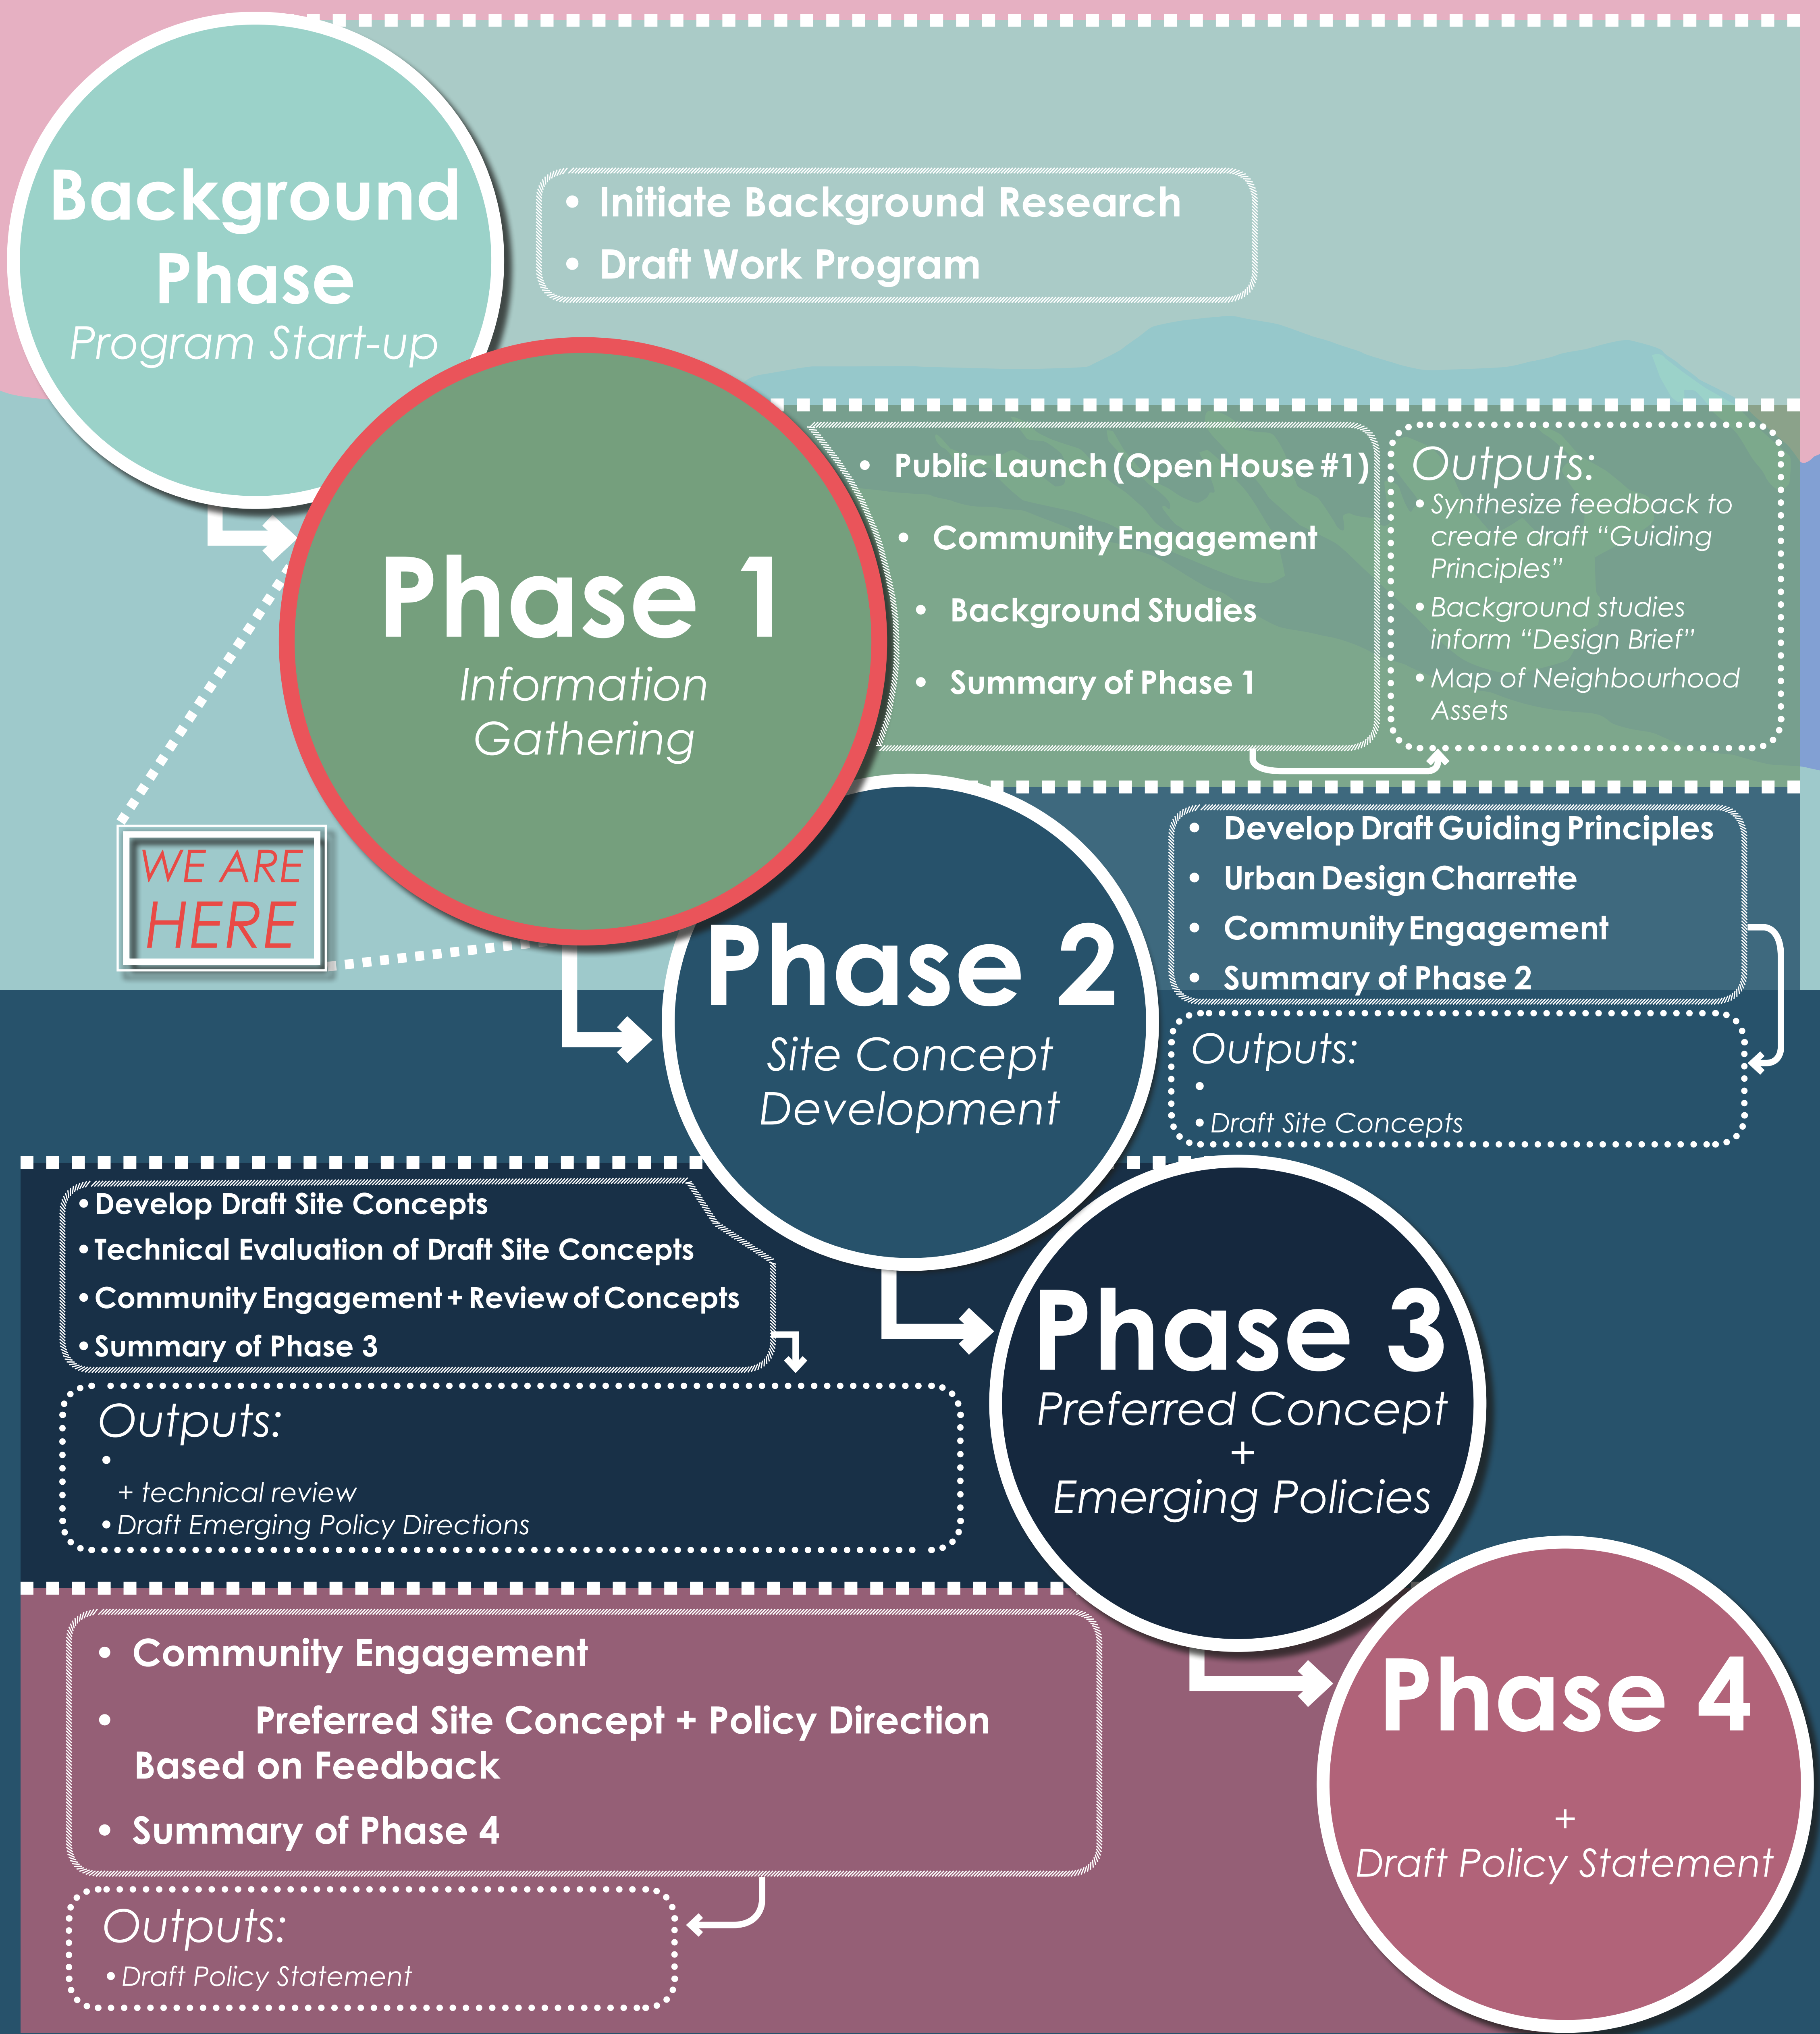 Background
Phase
Program Start-up
• Initiate Background Research
• Draft Work Program
Phase 1
Information
Gathering
• Public Launch (Open House #1)
• Community Engagement
• Background Studies
• Summary of Phase 1
Outputs:
• Synthesize feedback to
create draft “Guiding
Principles”
• Background studies
inform “Design Brief”
• Map of Neighbourhood
Assets
WE ARE
HERE
Phase 2
Site Concept
Development
• Develop Draft Guiding Principles
• Urban Design Charrette
• Community Engagement
• Summary of Phase 2
Outputs:
•
• Draft Site Concepts
Phase 3
Preferred Concept
+
Emerging Policies
• Develop Draft Site Concepts
• Technical Evaluation of Draft Site Concepts
• Community Engagement + Review of Concepts
• Summary of Phase 3
Outputs:
•
+ technical review
• Draft Emerging Policy Directions
Phase 4
+
Draft Policy Statement
• Community Engagement
• Preferred Site Concept + Policy Direction
Based on Feedback
• Summary of Phase 4
Outputs:
• Draft Policy Statement